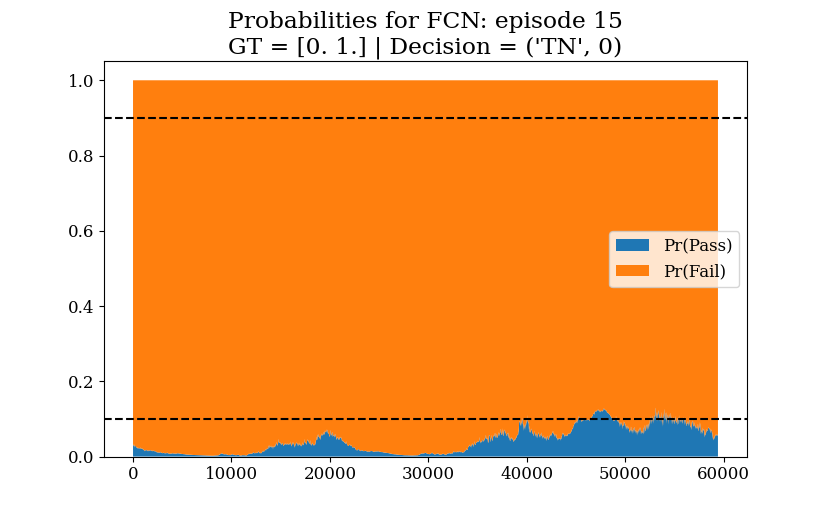 Probabilities for FCN: episode 15
GT = [0. 1.] | Decision = ('TN', 0)
1.0
0.8
0.6
0.4
0.2
0.0
Pr(Pass)
Pr(Fail)
0 10000 20000 30000 40000 50000 60000